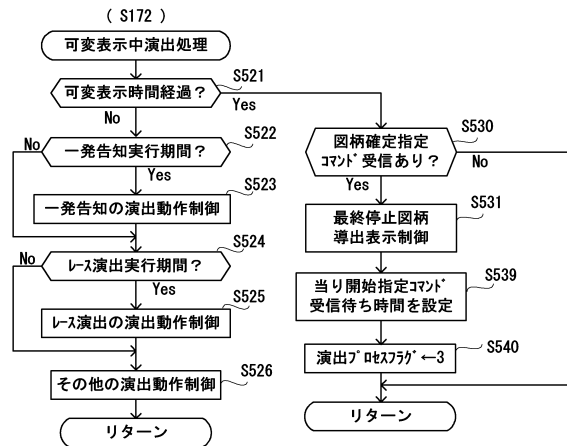 ( S172 )
可変表示中演出処理
可変表示時間経過？
S521
Yes
No
一発告知実行期間？
S522
No
Yes
一発告知の演出動作制御
S523
ﾚｰｽ演出実行期間？
S524
No
Yes
ﾚｰｽ演出の演出動作制御
S525
その他の演出動作制御
S526
リターン
図柄確定指定
ｺﾏﾝﾄﾞ受信あり？
S530
No
Yes
最終停止図柄
導出表示制御
S531
当り開始指定ｺﾏﾝﾄﾞ
受信待ち時間を設定
S539
演出ﾌﾟﾛｾｽﾌﾗｸﾞ←3
S540
リターン